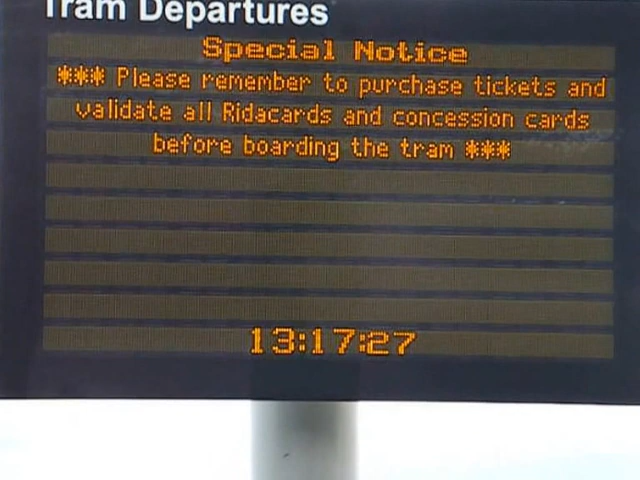 Tram Departures
Special Notice
*** Please remember to purchase tickets and
validate all Ridacards and concession cards
before boarding the tram ***
13:17:27